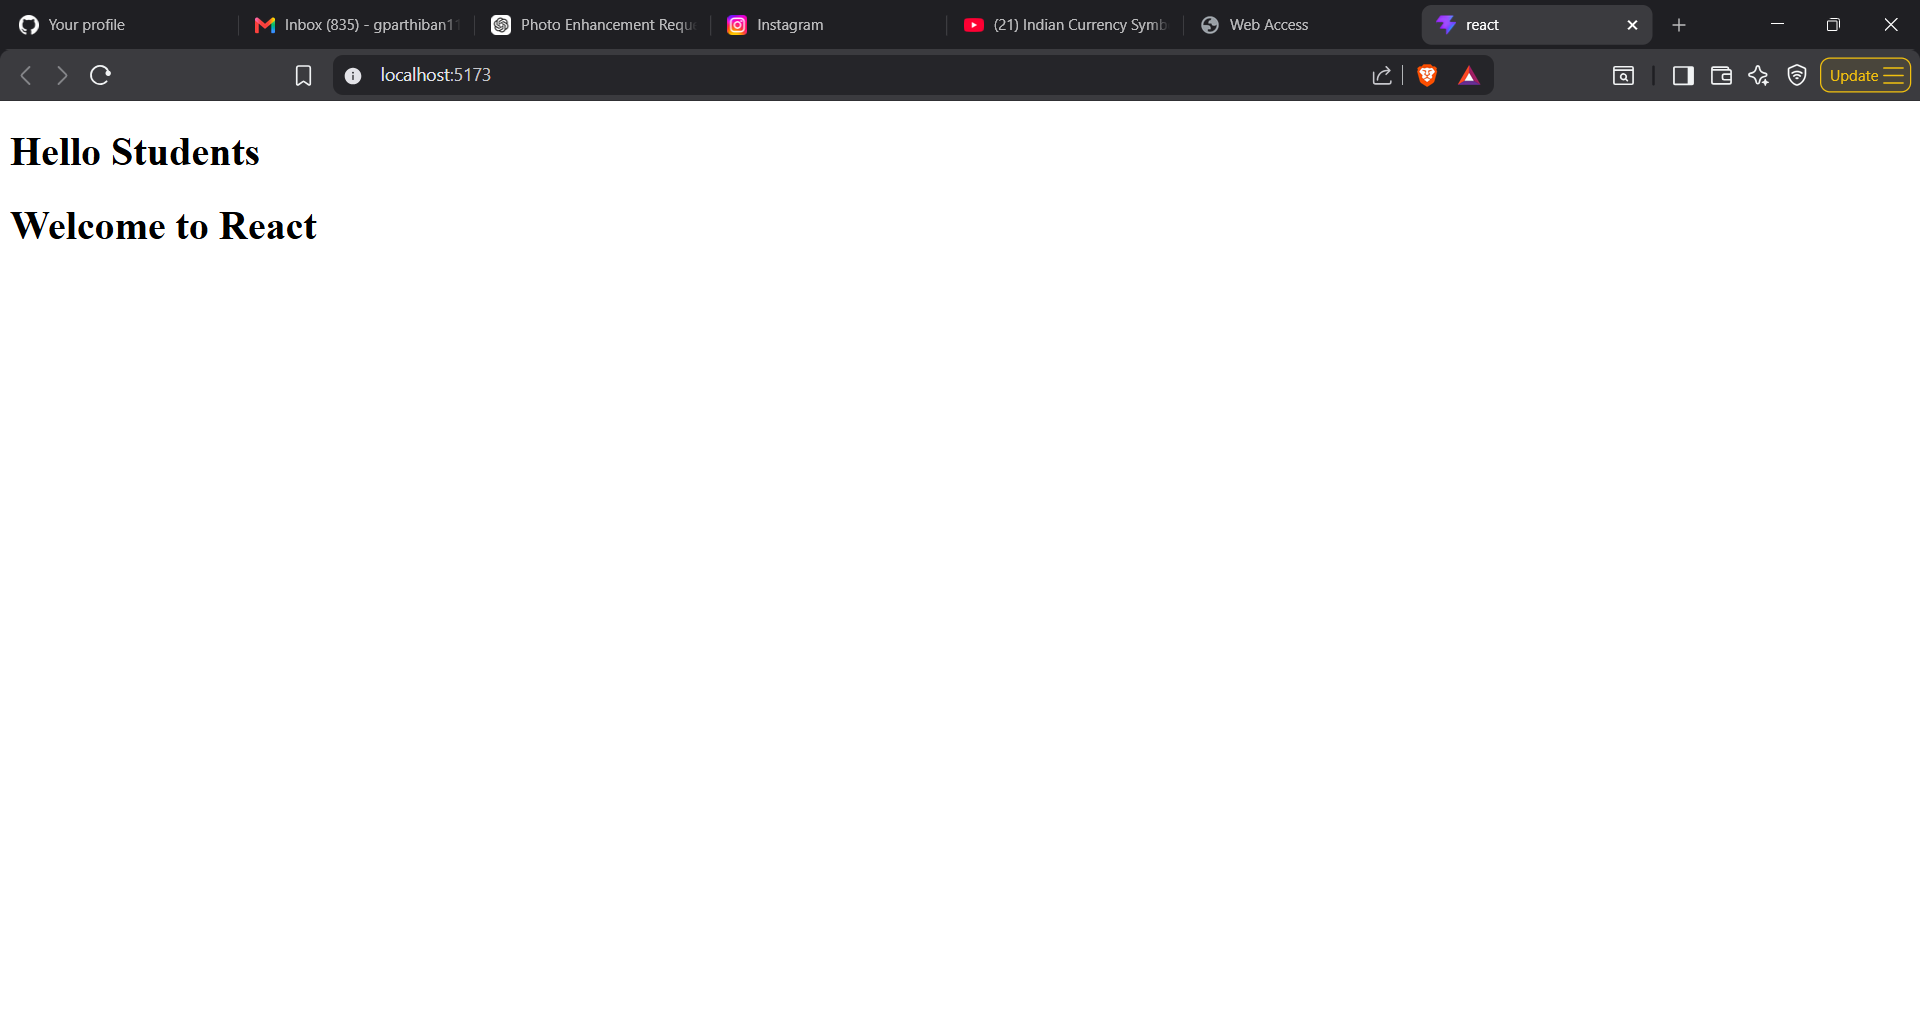 Your profile
Inbox (835) - gparthiban11
Photo Enhancement Requ
Instagram
(21) Indian Currency Symb
Web Access
react
localhost:5173
Update
Hello Students
Welcome to React